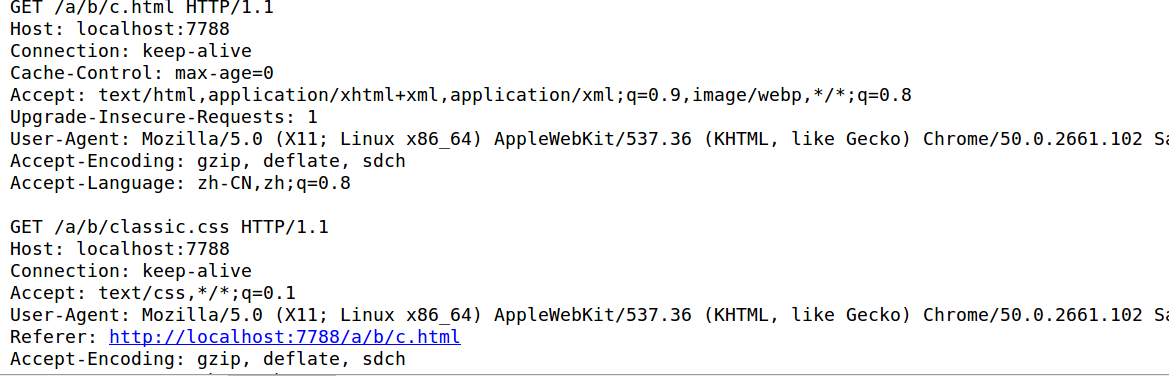 GET /a/b/c.html HTTP/1.1
Host: localhost:7788
Connection: keep-alive
Cache-Control: max-age=0
Accept: text/html,application/xhtml+xml,application/xml;q=0.9,image/webp,*/*;q=0.8
Upgrade-Insecure-Requests: 1
User-Agent: Mozilla/5.0 (X11; Linux x86_64) AppleWebKit/537.36 (KHTML, like Gecko) Chrome/50.0.2661.102
Accept-Encoding: gzip, deflate, sdch
Accept-Language: zh-CN,zh;q=0.8
GET /a/b/classic.css HTTP/1.1
Host: localhost:7788
Connection: keep-alive
Accept: text/css,*/*;q=0.1
User-Agent: Mozilla/5.0 (X11; Linux x86_64) AppleWebKit/537.36 (KHTML, like Gecko) Chrome/50.0.2661.102
Referer: http://localhost:7788/a/b/c.html
Accept-Encoding: gzip, deflate, sdch